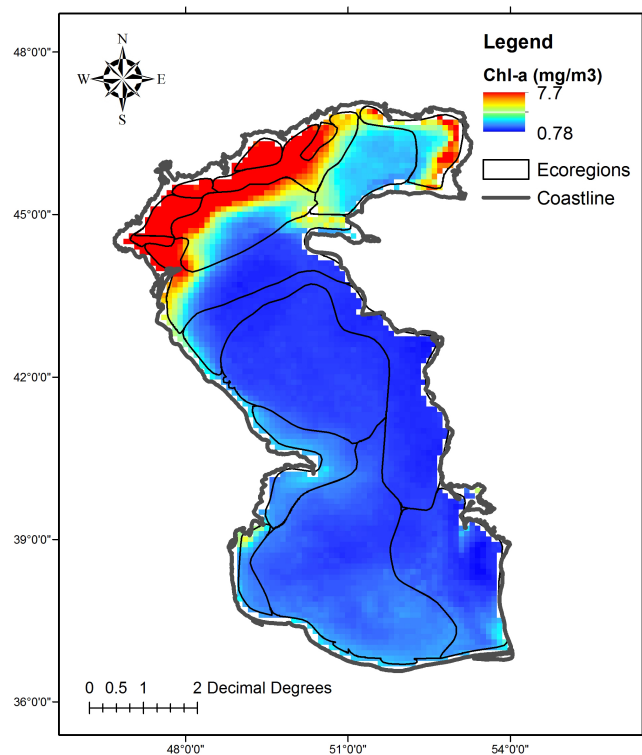 48°0'0"
45°0'0"
42°0'0"
39°0'0"
36°0'0"
N
W E
S
Legend
Chl-a (mg/m3)
7.7
0.78
Ecoregions
Coastline
0 0.5 1 2 Decimal Degrees
48°0'0" 51°0'0" 54°0'0"